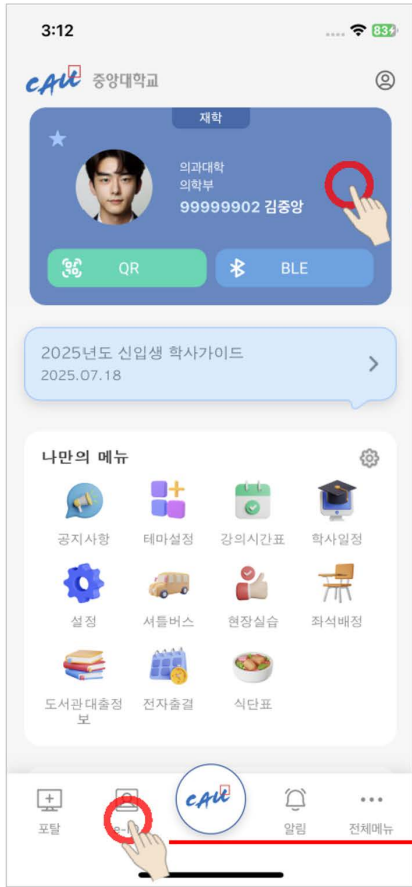 3:12
83
CAU 중앙대학교
재학
의과대학
의학부
99999902 김중앙
QR
BLE
2025년도 신입생 학사가이드
2025.07.18
나만의 메뉴
공지사항 테마설정 강의시간표 학사일정
설정 셔틀버스 현장실습 좌석배정
도서관 대출정보 전자출결 식단표
CAU
포탈 알림 전체메뉴